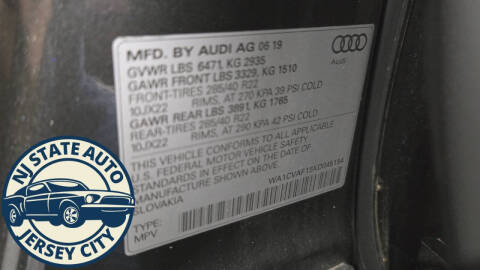 MFD. BY AUDI AG 06 19
GVWR LBS 6471, KG 2935
GAWR FRONT LBS 3329, KG 1510
FRONT-TIRES 285/40 R22
10JX22 RIMS, AT 270 KPA 39 PSI COLD
GAWR REAR LBS 3891, KG 1765
REAR-TIRES 285/40 R22
10JX22 RIMS, AT 290 KPA 42 PSI COLD
THIS VEHICLE CONFORMS TO ALL APPLICABLE
U.S. FEDERAL MOTOR VEHICLE SAFETY
STANDARDS IN EFFECT ON THE DATE OF
MANUFACTURE SHOWN ABOVE.
SLOVAKIA
TYPE:
MPV
Audi
NJ STATE AUTO
JERSEY CITY